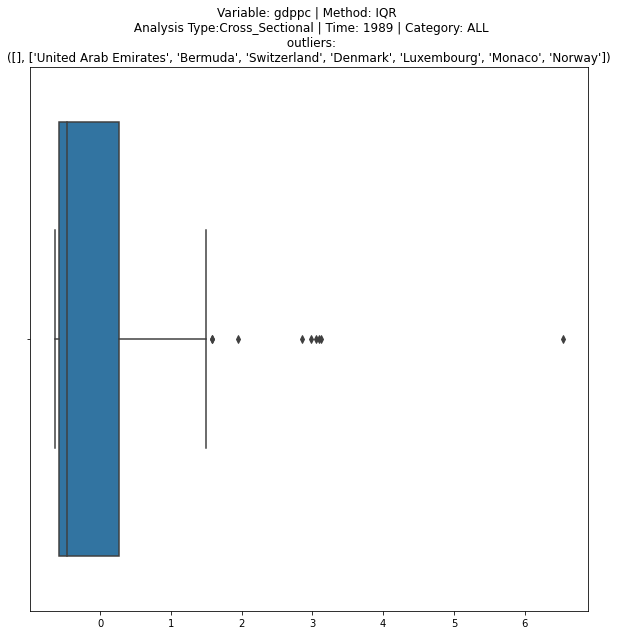 Variable: gdppc | Method: IQR
Analysis Type:Cross_Sectional | Time: 1989 | Category: ALL
outliers:
([], ['United Arab Emirates', 'Bermuda', 'Switzerland', 'Denmark', 'Luxembourg', 'Monaco', 'Norway'])
0 1 2 3 4 5 6